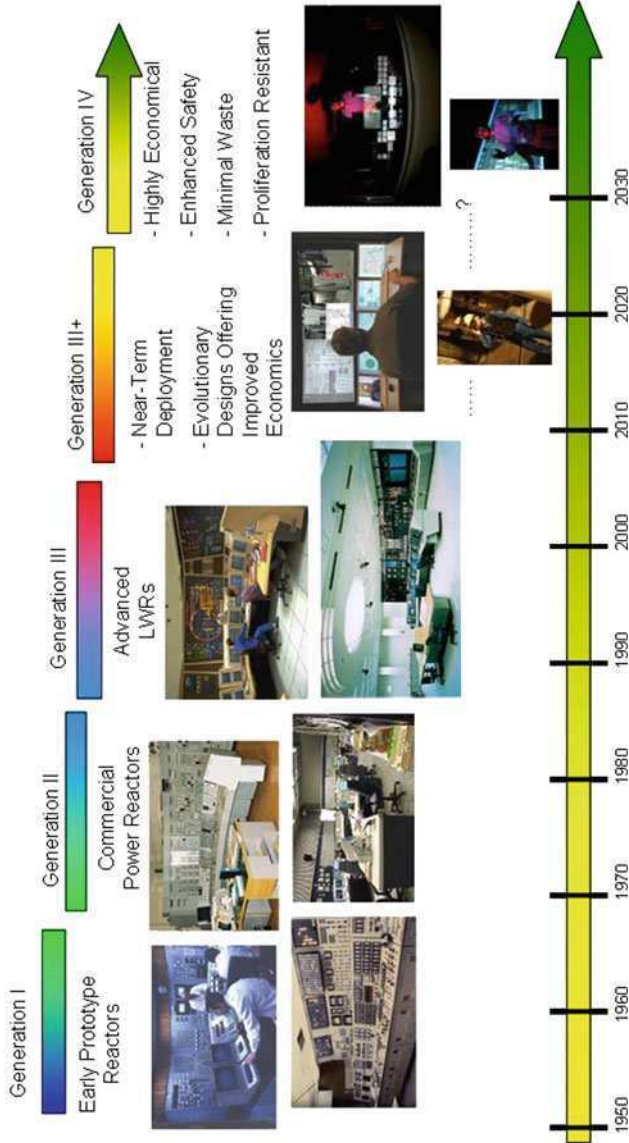 Generation I
Early Prototype
Reactors
Generation II
Commercial
Power Reactors
Generation III
Advanced
LWRs
Generation III+
- Near-Term
Deployment
- Evolutionary
Designs Offering
Improved
Economics
Generation IV
- Highly Economical
- Enhanced Safety
- Minimal Waste
- Proliferation Resistant
..........
..........?
1950
1960
1970
1980
1990
2000
2010
2020
2030